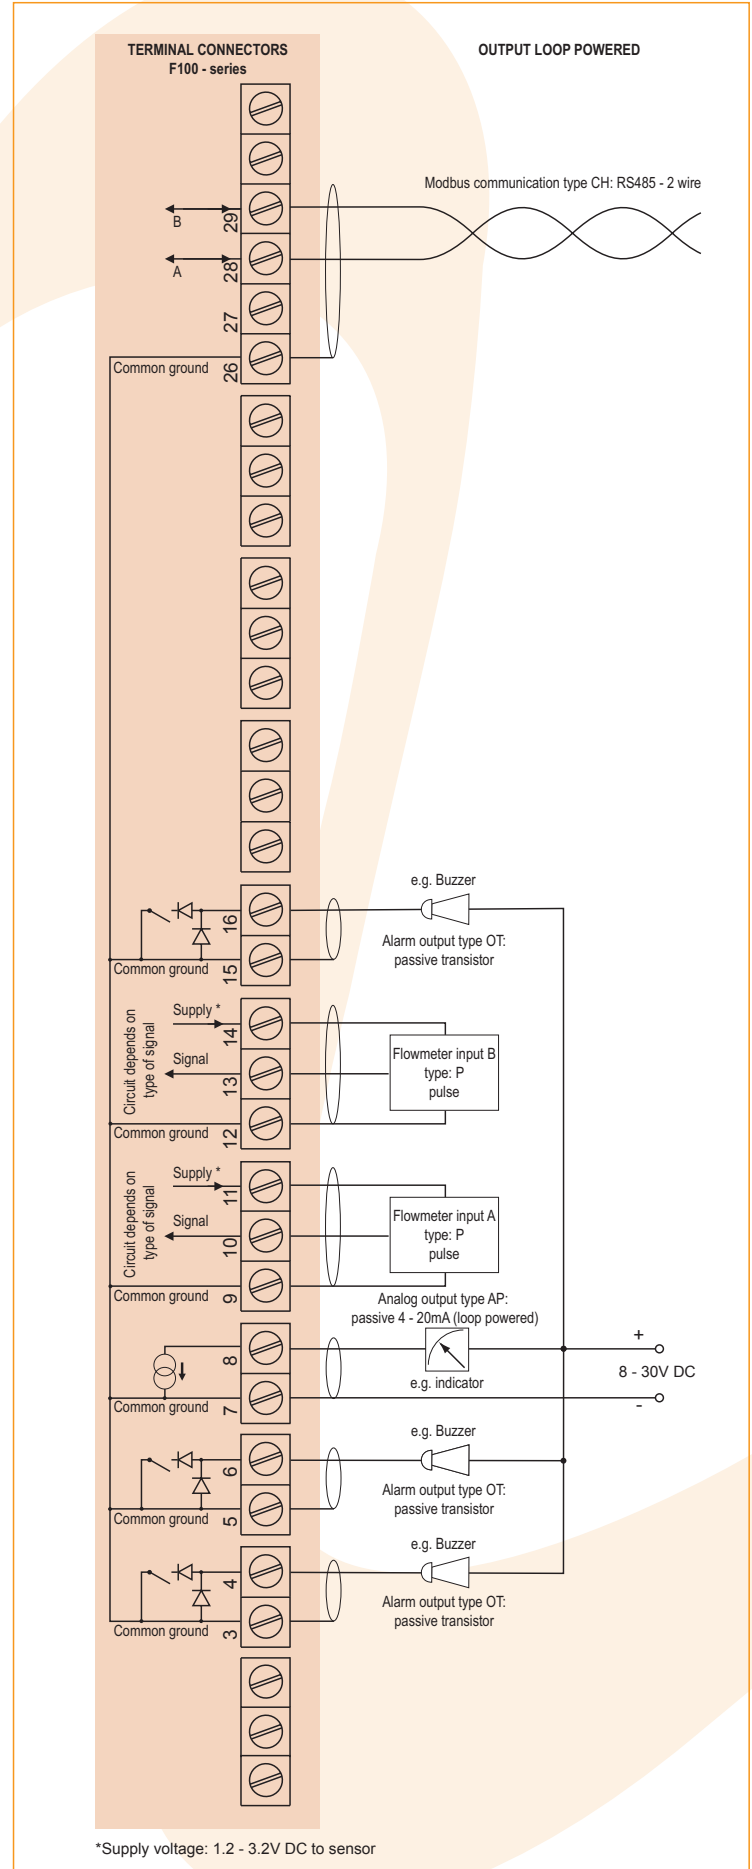 TERMINAL CONNECTORS
F100 - series
OUTPUT LOOP POWERED
Modbus communication type CH: RS485 - 2 wire
B
29
A
28
27
Common ground
26
e.g. Buzzer
16
Alarm output type OT:
passive transistor
Common ground
15
Circuit depends on
type of signal
Supply *
14
Signal
13
Flowmeter input B
type: P
pulse
Common ground
12
Circuit depends on
type of signal
Supply *
11
Signal
10
Flowmeter input A
type: P
pulse
Common ground
9
Analog output type AP:
passive 4 - 20mA (loop powered)
8
+
8 - 30V DC
e.g. indicator
Common ground
7
-
e.g. Buzzer
6
Alarm output type OT:
passive transistor
Common ground
5
e.g. Buzzer
4
Alarm output type OT:
passive transistor
Common ground
3
*Supply voltage: 1.2 - 3.2V DC to sensor